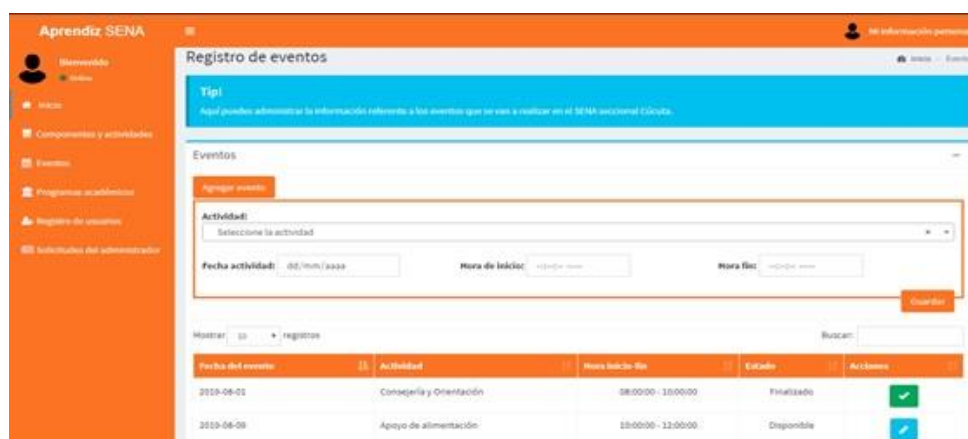 Aprendiz SENA
Mi información
Bienvenido
Online
Registro de eventos
Inicio
Tip!
Aquí puedes administrar la información referente a los eventos que se van a realizar en el SENA seccional Cúcuta.
Inicio
Componentes y actividades
Eventos
Programas académicos
Registro de usuarios
Solicitudes del administrador
Eventos
Agregar evento
Actividad:
Seleccione la actividad
Fecha actividad: dd/mm/aaaa Hora de inicio: --:--:-- ---- Hora fin: --:--:-- ----
Guardar
Mostrar 10 registros Buscar:
Fecha del evento Actividad Hora inicio-fin Estado Acciones
2019-08-01 Consejería y Orientación 08:00:00 - 10:00:00 Finalizado
2019-08-09 Apoyo de alimentación 10:00:00 - 12:00:00 Disponible